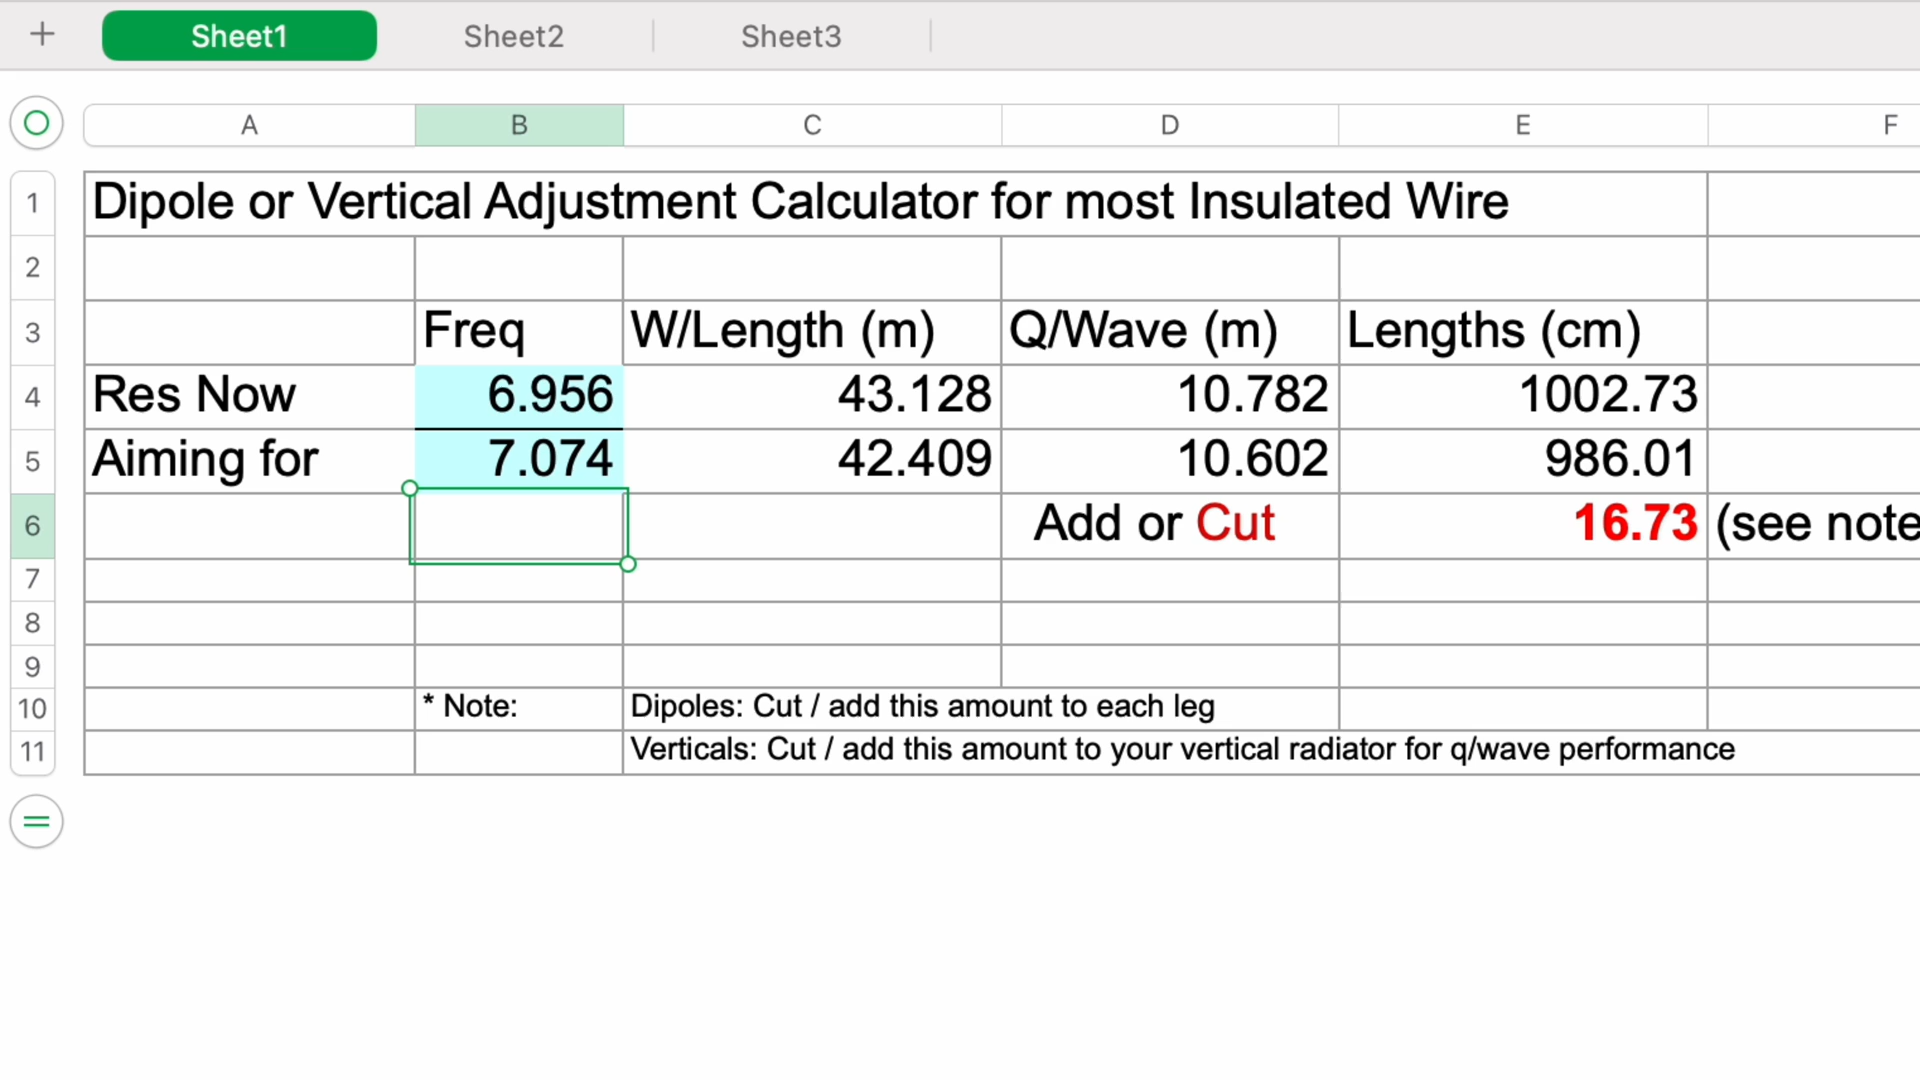 + Sheet1 Sheet2 Sheet3
A B C D E F
1 Dipole or Vertical Adjustment Calculator for most Insulated Wire
2
3 Freq W/Length (m) Q/Wave (m) Lengths (cm)
4 Res Now 6.956 43.128 10.782 1002.73
5 Aiming for 7.074 42.409 10.602 986.01
6 Add or Cut 16.73 (see note
7
8
9
10 * Note: Dipoles: Cut / add this amount to each leg
11 Verticals: Cut / add this amount to your vertical radiator for q/wave performance